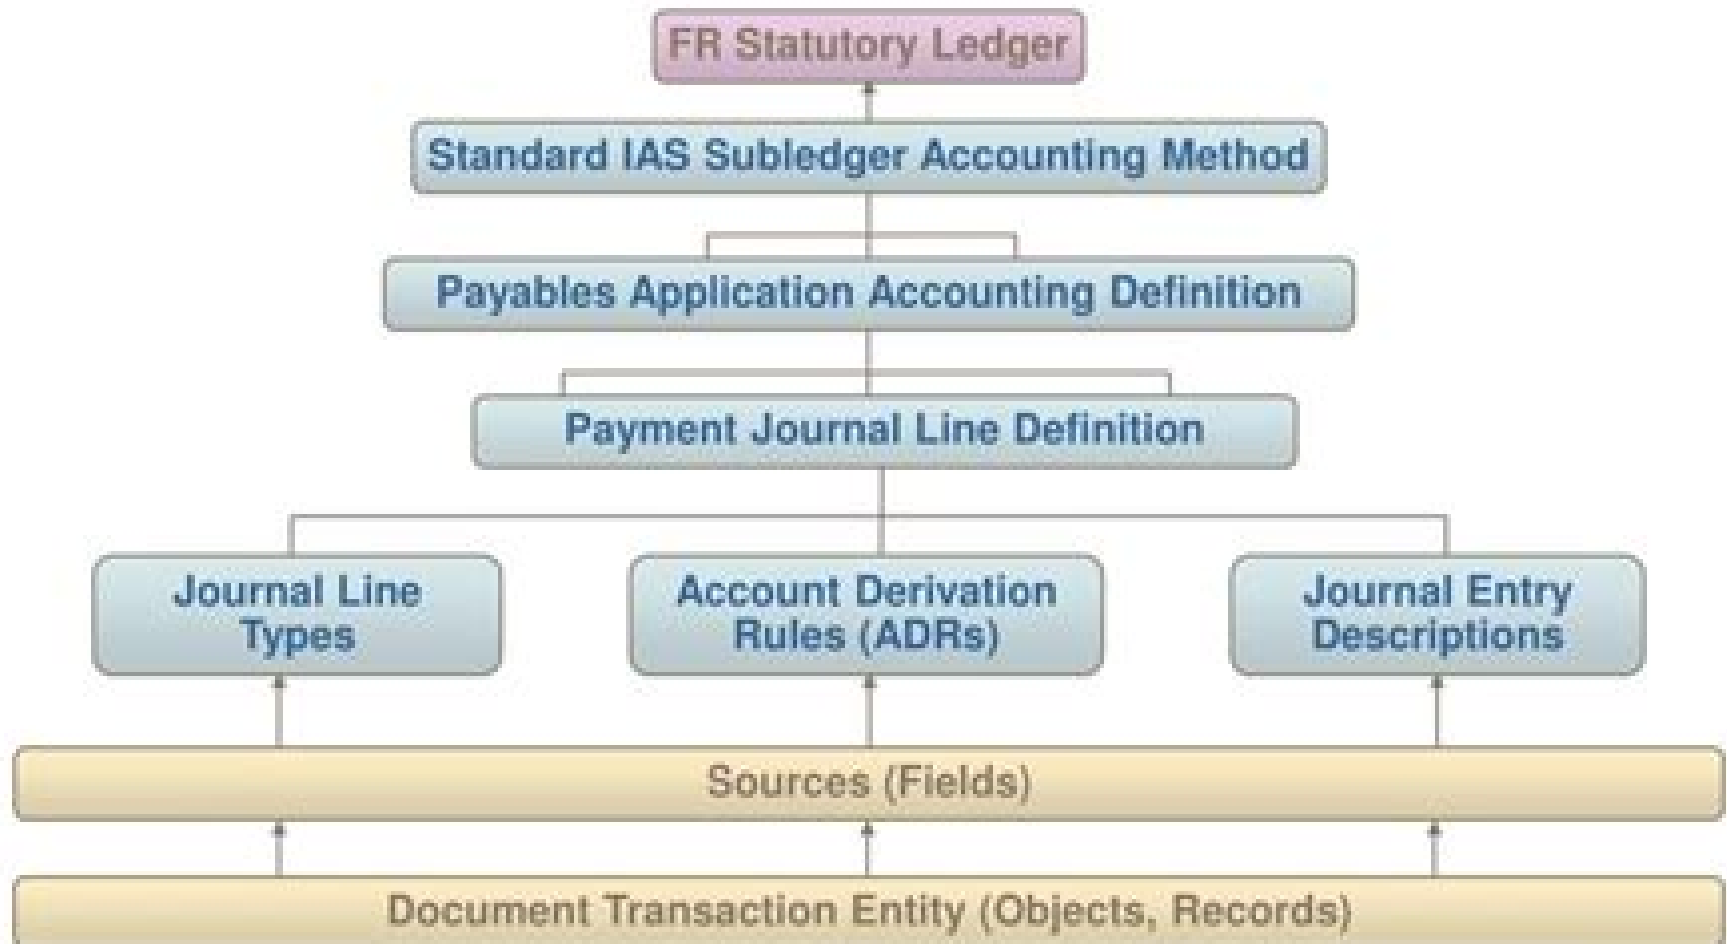 FR Statutory Ledger
Standard IAS Subledger Accounting Method
Payables Application Accounting Definition
Payment Journal Line Definition
Journal Line
Types
Account Derivation
Rules (ADRs)
Journal Entry
Descriptions
Sources (Fields)
Document Transaction Entity (Objects, Records)